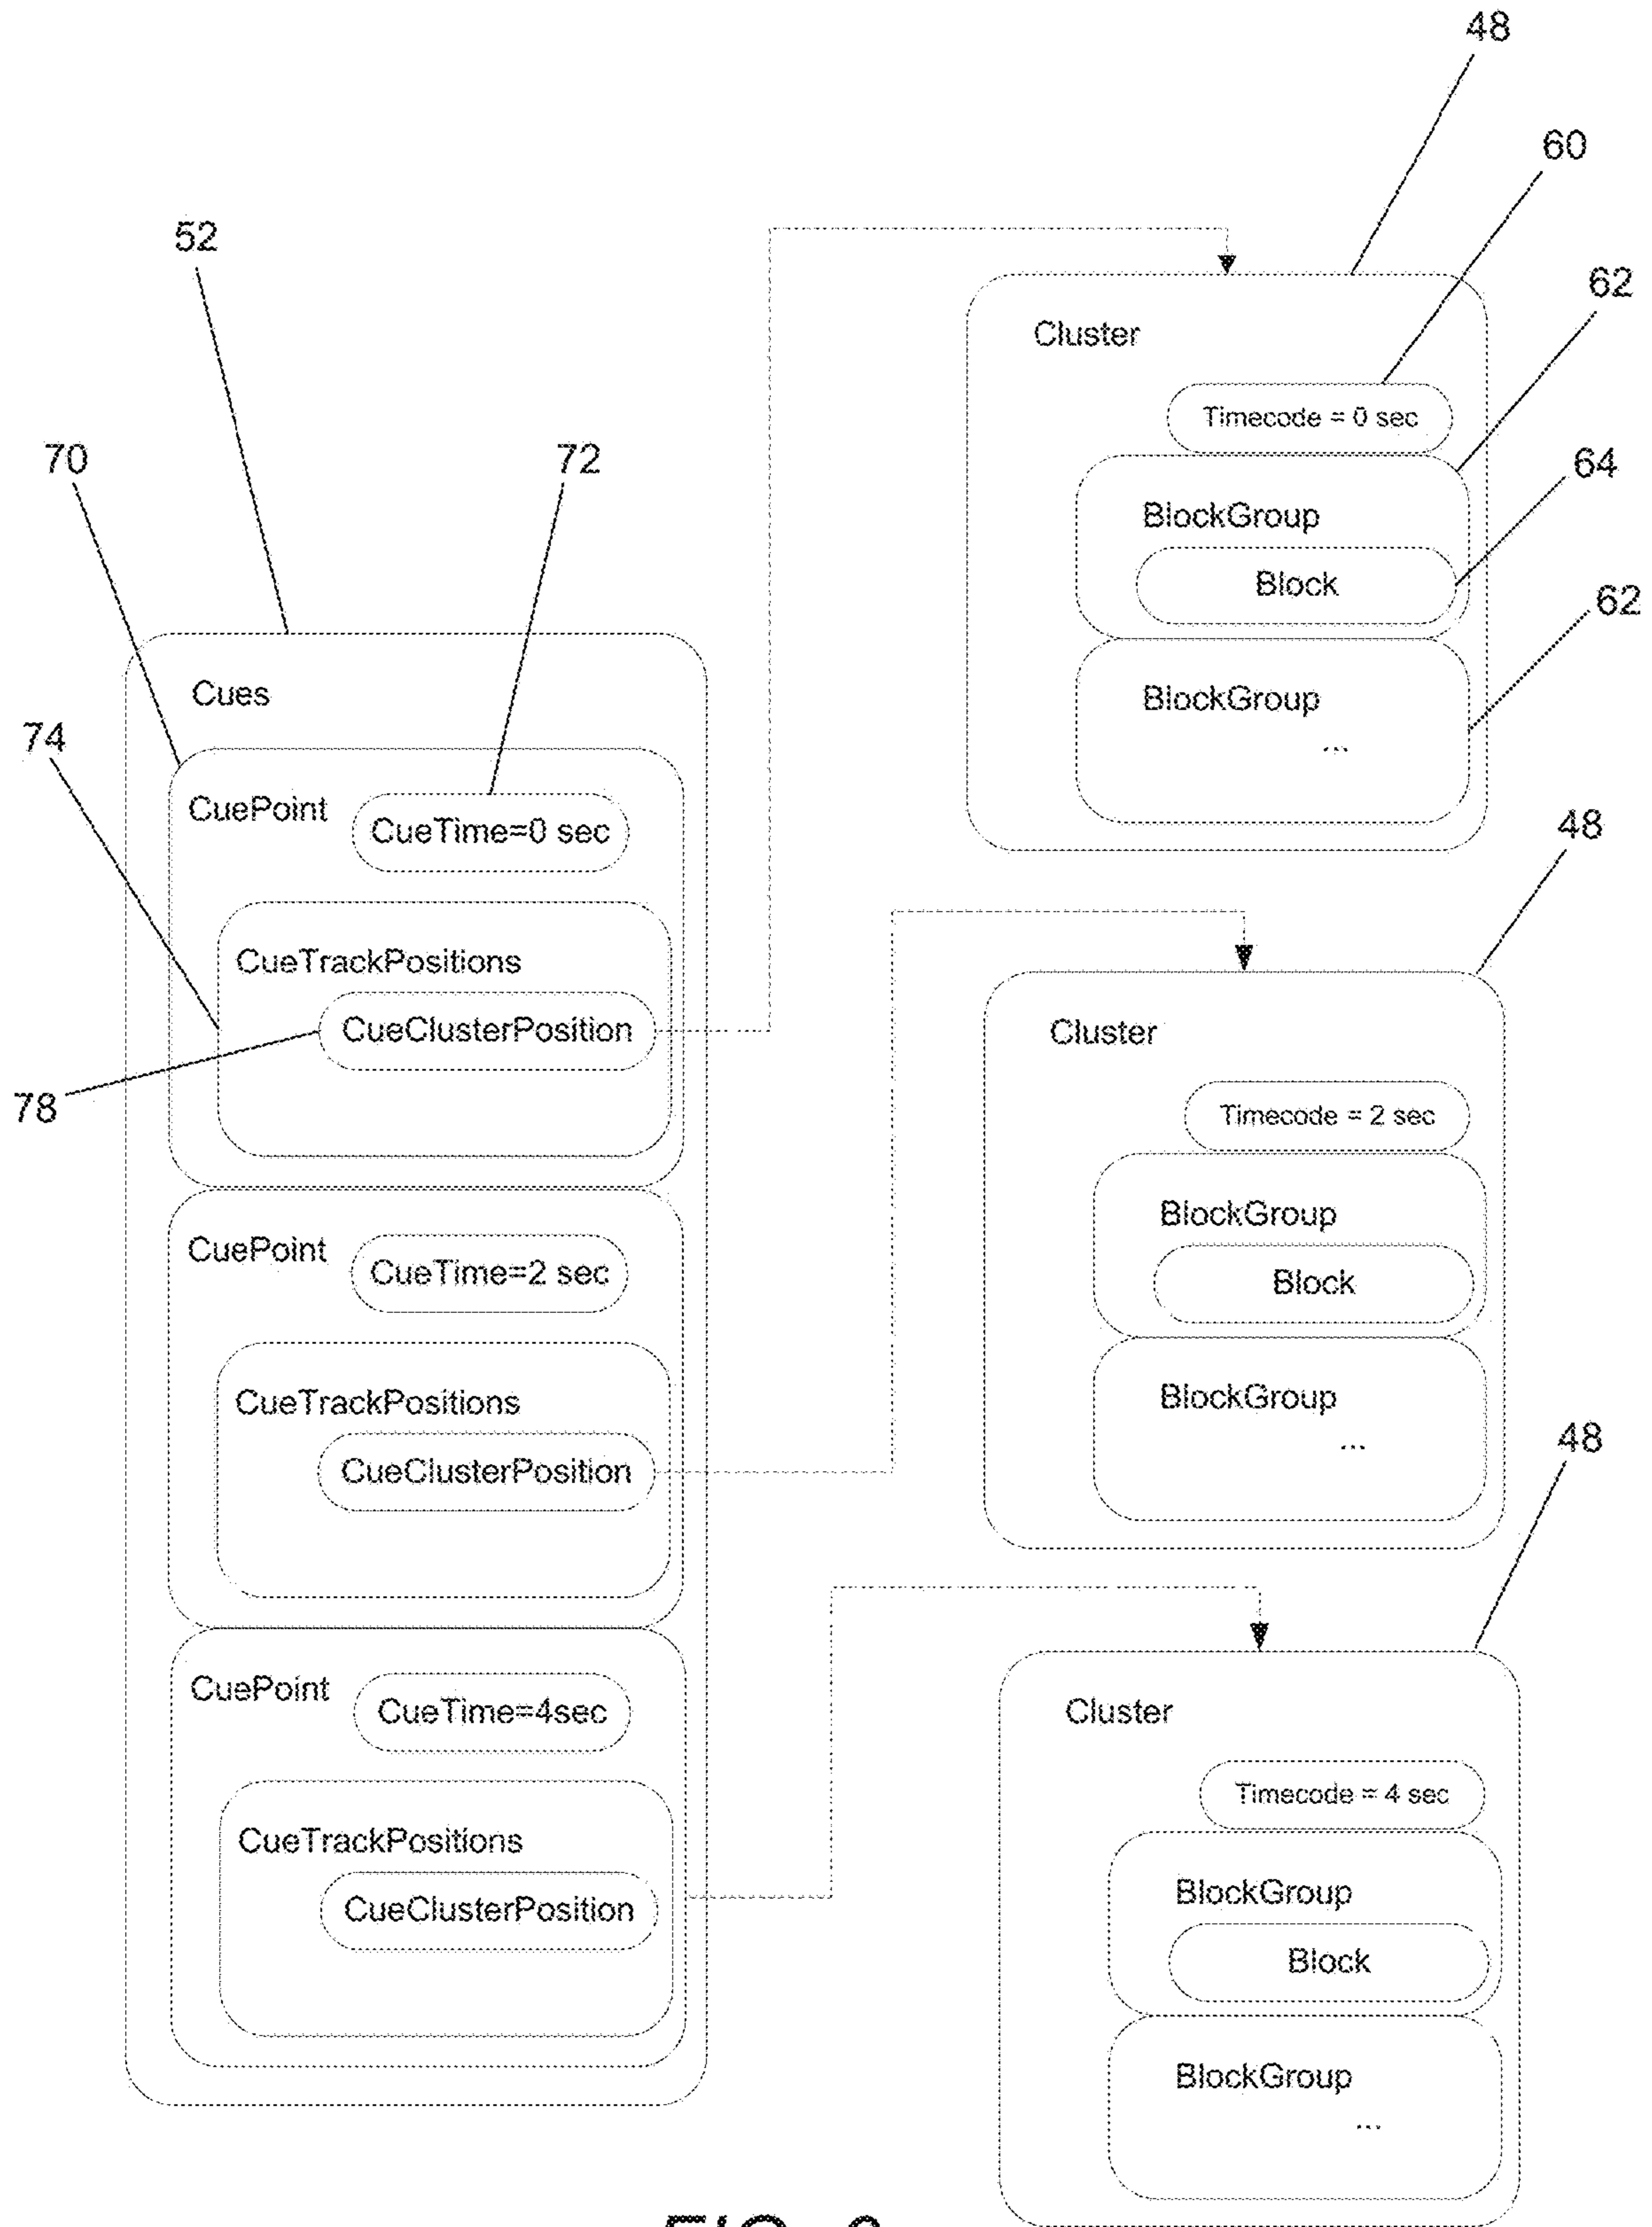 48
60
52
62
Cluster
Timecode = 0 sec
70
72
64
BlockGroup
Block
62
Cues
BlockGroup
...
74
CuePoint
CueTime=0 sec
48
CueTrackPositions
CueClusterPosition
Cluster
78
Timecode = 2 sec
BlockGroup
CuePoint
CueTime=2 sec
Block
CueTrackPositions
BlockGroup
...
48
CueClusterPosition
CuePoint
CueTime=4sec
Cluster
Timecode = 4 sec
CueTrackPositions
BlockGroup
CueClusterPosition
Block
BlockGroup
...